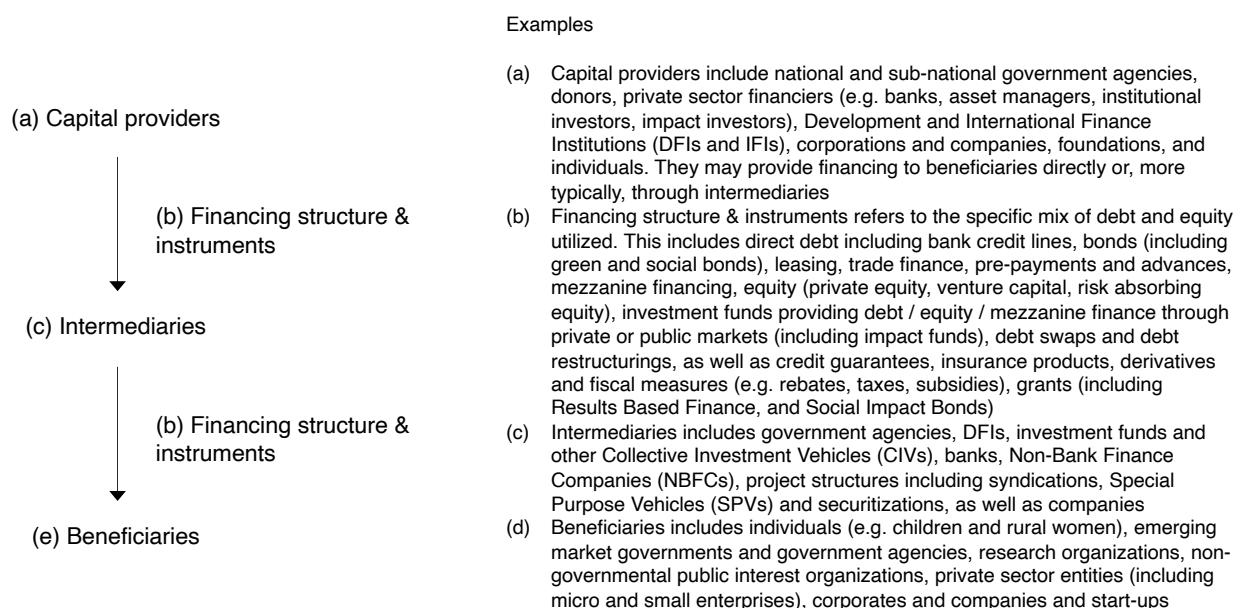 Examples
(a) Capital providers
(b) Financing structure &
instruments
(c) Intermediaries
(b) Financing structure &
instruments
(e) Beneficiaries
(a) Capital providers include national and sub-national government agencies,
donors, private sector financiers (e.g. banks, asset managers, institutional
investors, impact investors), Development and International Finance
Institutions (DFIs and IFIs), corporations and companies, foundations, and
individuals. They may provide financing to beneficiaries directly or, more
typically, through intermediaries
(b) Financing structure & instruments refers to the specific mix of debt and equity
utilized. This includes direct debt including bank credit lines, bonds (including
green and social bonds), leasing, trade finance, pre-payments and advances,
mezzanine financing, equity (private equity, venture capital, risk absorbing
equity), investment funds providing debt / equity / mezzanine finance through
private or public markets (including impact funds), debt swaps and debt
restructurings, as well as credit guarantees, insurance products, derivatives
and fiscal measures (e.g. rebates, taxes, subsidies), grants (including
Results Based Finance, and Social Impact Bonds)
(c) Intermediaries includes government agencies, DFIs, investment funds and
other Collective Investment Vehicles (CIVs), banks, Non-Bank Finance
Companies (NBFCs), project structures including syndications, Special
Purpose Vehicles (SPVs) and securitizations, as well as companies
(d) Beneficiaries includes individuals (e.g. children and rural women), emerging
market governments and government agencies, research organizations, non-
governmental public interest organizations, private sector entities (including
micro and small enterprises), corporates and companies and start-ups